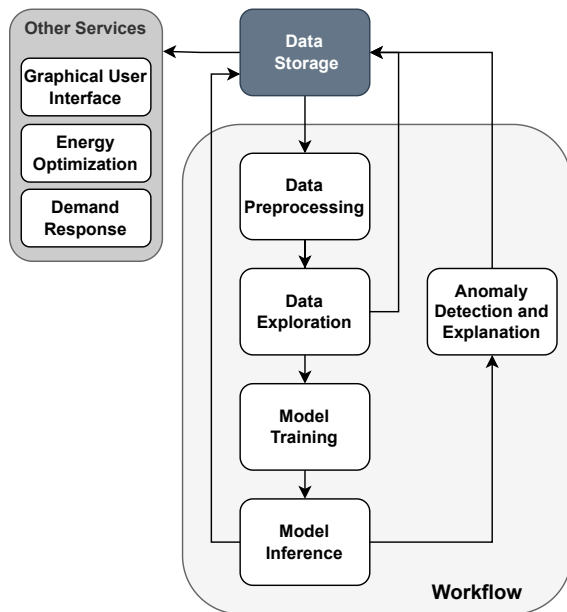 Other Services
Graphical User
Interface
Energy
Optimization
Demand
Response
Data
Storage
Data
Preprocessing
Data
Exploration
Anomaly
Detection and
Explanation
Model
Training
Model
Inference
Workflow